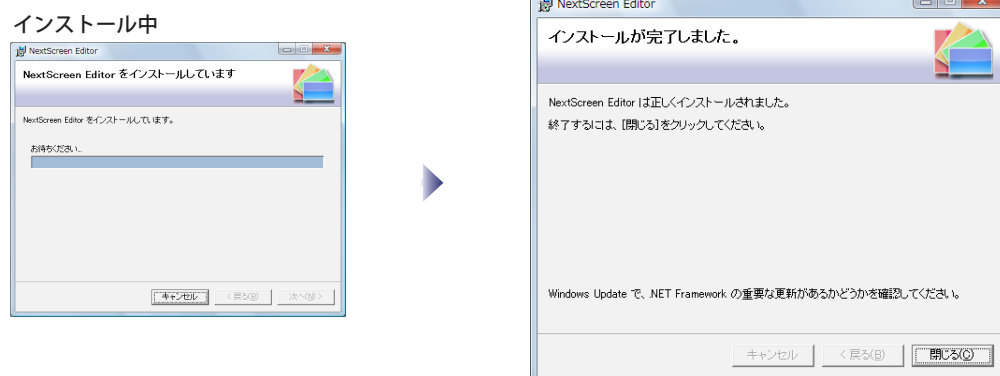 インストール中
NextScreen Editor
NextScreen Editor をインストールしています
NextScreen Editor をインストールしています。
お待ちください...
キャンセル
< 戻る(B)
次へ(N) >
NextScreen Editor
インストールが完了しました。
NextScreen Editor は正しくインストールされました。
終了するには、[閉じる]をクリックしてください。
Windows Update で、.NET Framework の重要な更新があるかどうかを確認してください。
キャンセル
< 戻る(B)
閉じる(C)